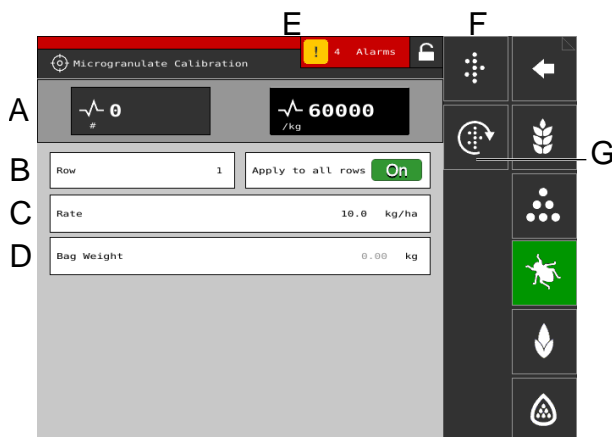 E F
! 4 Alarms
Microgranulate Calibration
A
0
#
60000
/kg
G
B
Row 1
Apply to all rows On
C
Rate 10.0 kg/ha
D
Bag Weight 0.00 kg